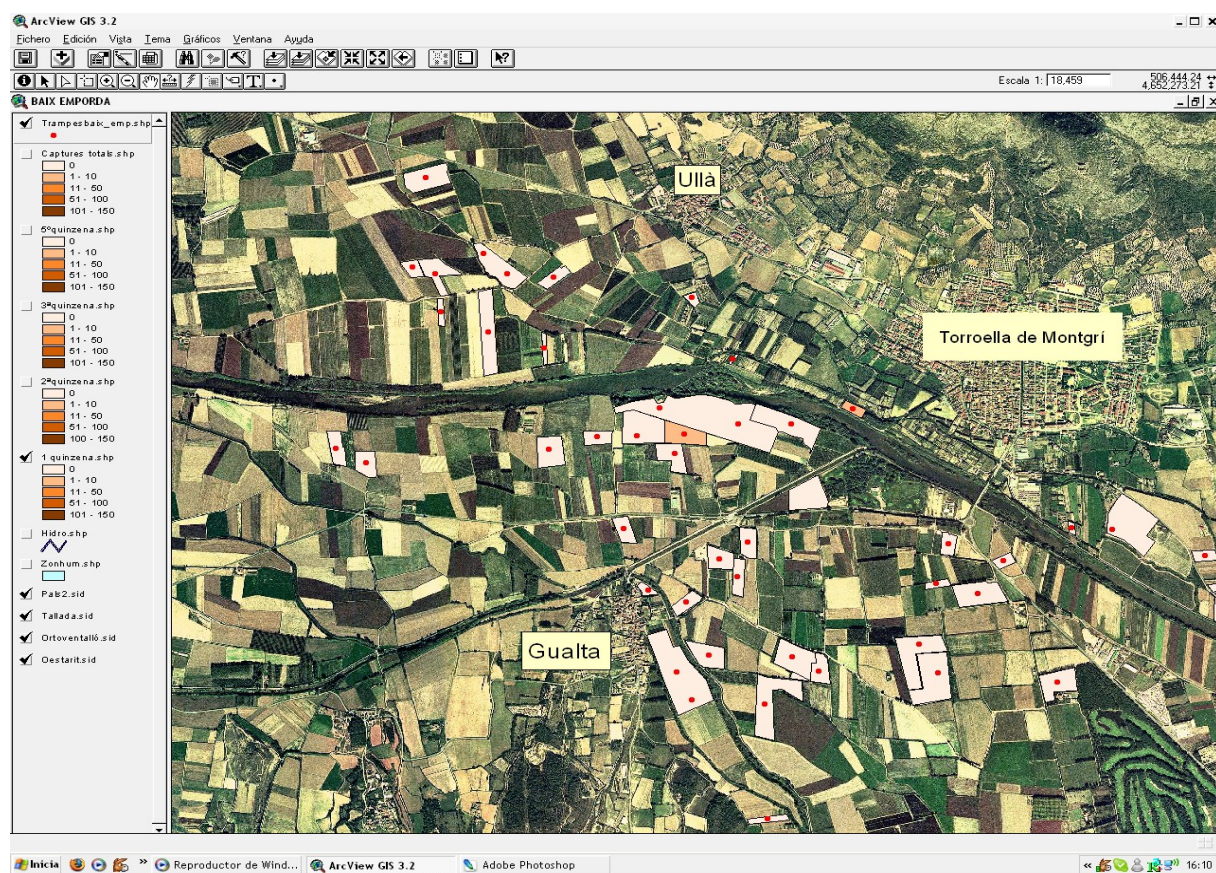 ArcView GIS 3.2
Fichero Edición Vista Tema Gráficos Ventana Ayuda
Escala 1: 18,459
506,444.24
4,652,273.21
BAIX EMPORDA
Trampesbaix_emp.shp
Captures totals.shp
0
1 - 10
11 - 50
51 - 100
101 - 150
5ªquinzena.shp
0
1 - 10
11 - 50
51 - 100
101 - 150
3ªquinzena.shp
0
1 - 10
11 - 50
51 - 100
101 - 150
2ªquinzena.shp
0
1 - 10
11 - 50
51 - 100
100 - 150
1 quinzena.shp
0
1 - 10
11 - 50
51 - 100
101 - 150
Hidro.shp
Zonhum.shp
Pals2.sid
Tallada.sid
Ortoventalló.sid
Oestarit.sid
Ullà
Torroella de Montgrí
Gualta
Inicia
Reproductor de Wind...
ArcView GIS 3.2
Adobe Photoshop
16:10